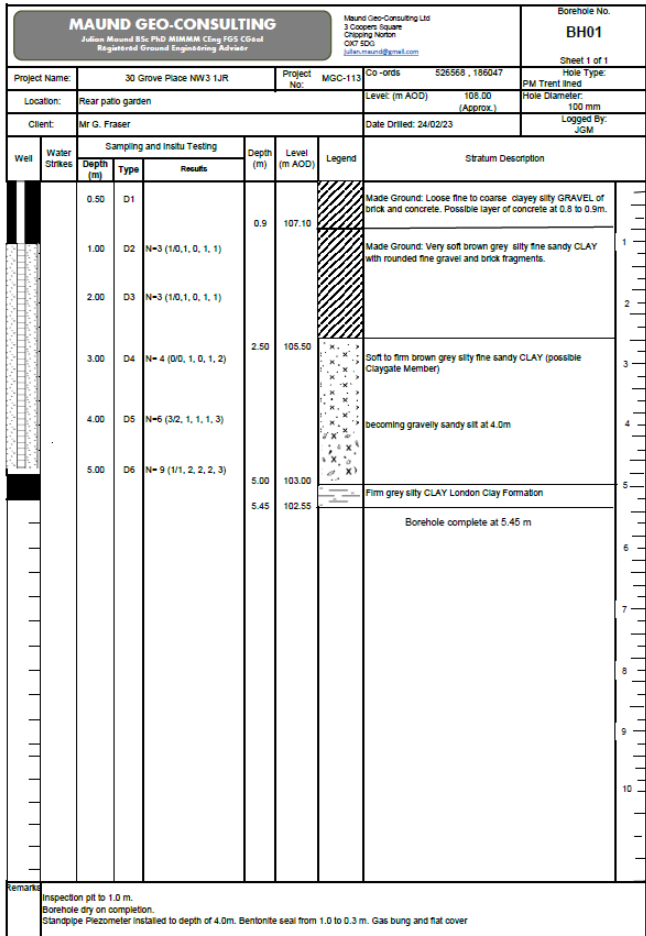 MAUND GEO-CONSULTING
Julian Maund BSc PhD MIMMM CEng FGS CGeol
Registered Ground Engineering Adviser
Maund Geo-Consulting Ltd
3 Coopers Square
Chipping Norton
OX7 5DG
julian.maund@gmail.com
Borehole No.
BH01
Sheet 1 of 1
Project Name: 30 Grove Place NW3 1JR Project No: MGC-113 Co -ords 526568 , 186047 Hole Type: PM Trent lined
Location: Rear patio garden Level: (m AOD) 108.00 (Approx.) Hole Diameter: 100 mm
Client: Mr G. Fraser Date Drilled: 24/02/23 Logged By: JGM
Well Water Strikes Sampling and Insitu Testing Depth (m) Level (m AOD) Legend Stratum Description
Depth (m) Type Results
0.50 D1
Made Ground: Loose fine to coarse clayey silty GRAVEL of
brick and concrete. Possible layer of concrete at 0.8 to 0.9m.
0.9 107.10
1.00 D2 N=3 (1/0,1, 0, 1, 1)
Made Ground: Very soft brown grey silty fine sandy CLAY
with rounded fine gravel and brick fragments.
1
2.00 D3 N=3 (1/0,1, 0, 1, 1)
2
2.50 105.50
3.00 D4 N= 4 (0/0, 1, 0, 1, 2)
Soft to firm brown grey silty fine sandy CLAY (possible
Claygate Member)
3
4.00 D5 N=6 (3/2, 1, 1, 1, 3)
becoming gravelly sandy silt at 4.0m
4
5.00 D6 N= 9 (1/1, 2, 2, 2, 3)
5.00 103.00
5
Firm grey silty CLAY London Clay Formation
5.45 102.55
Borehole complete at 5.45 m
6
7
8
9
10
Remarks
Inspection pit to 1.0 m.
Borehole dry on completion.
Standpipe Piezometer installed to depth of 4.0m. Bentonite seal from 1.0 to 0.3 m. Gas bung and flat cover